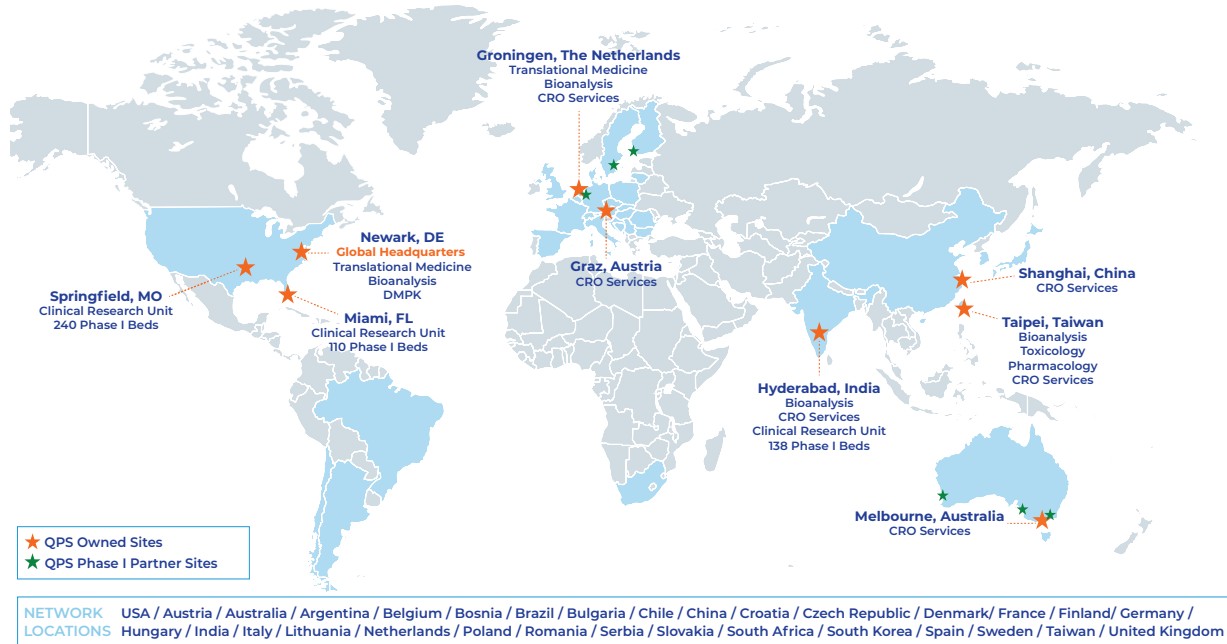 Groningen, The Netherlands
Translational Medicine
Bioanalysis
CRO Services
Newark, DE
Global Headquarters
Translational Medicine
Bioanalysis
DMPK
Springfield, MO
Clinical Research Unit
240 Phase I Beds
Miami, FL
Clinical Research Unit
110 Phase I Beds
Graz, Austria
CRO Services
Shanghai, China
CRO Services
Taipei, Taiwan
Bioanalysis
Toxicology
Pharmacology
CRO Services
Hyderabad, India
Bioanalysis
CRO Services
Clinical Research Unit
138 Phase I Beds
Melbourne, Australia
CRO Services
QPS Owned Sites
QPS Phase I Partner Sites
NETWORK LOCATIONS
USA / Austria / Australia / Argentina / Belgium / Bosnia / Brazil / Bulgaria / Chile / China / Croatia / Czech Republic / Denmark/ France / Finland/ Germany /
Hungary / India / Italy / Lithuania / Netherlands / Poland / Romania / Serbia / Slovakia / South Africa / South Korea / Spain / Sweden / Taiwan / United Kingdom